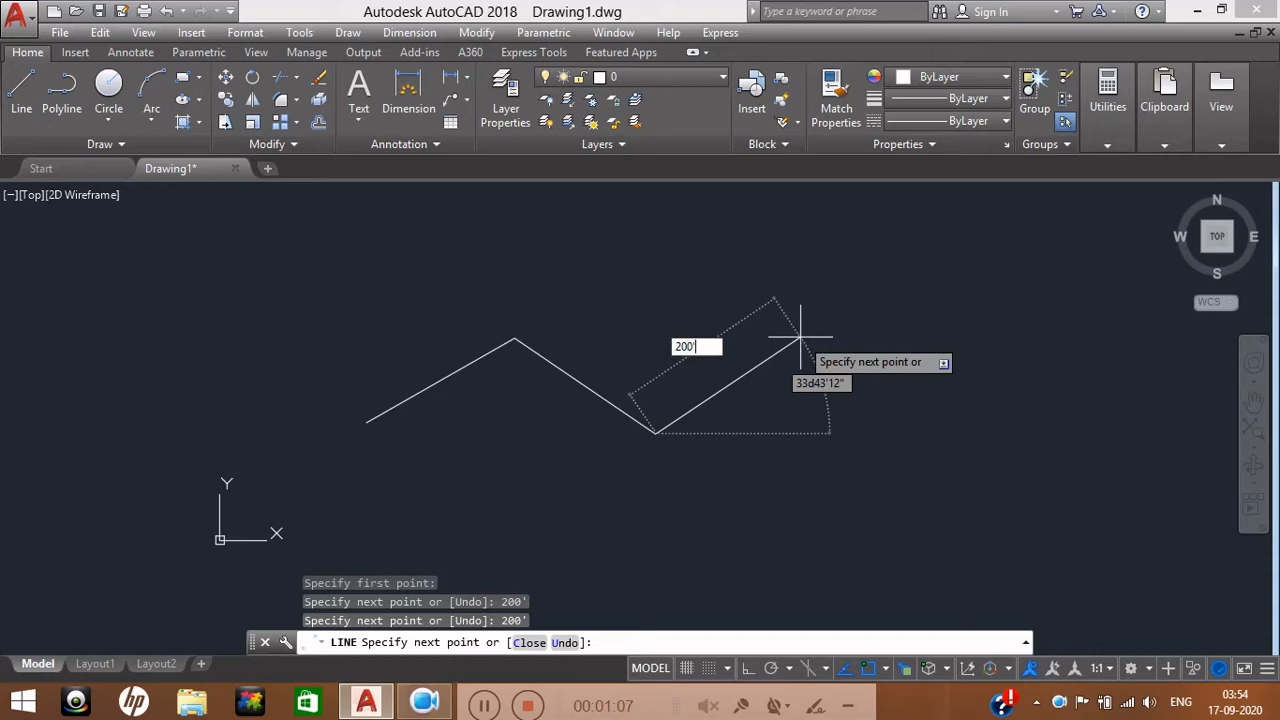 Autodesk AutoCAD 2018 Drawing1.dwg
Type a keyword or phrase
Sign In
File Edit View Insert Format Tools Draw Dimension Modify Parametric Window Help Express
Home Insert Annotate Parametric View Manage Output Add-ins A360 Express Tools Featured Apps
0
ByLayer
ByLayer
ByLayer
Line Polyline Circle Arc
Text Dimension
Layer Properties
Insert
Match Properties
Group
Utilities Clipboard View
Draw Modify Annotation Layers Block Properties Groups
Start Drawing1*
[−][Top][2D Wireframe]
N
W TOP E
S
WCS
200'
Specify next point or
33d43'12"
Y
X
Specify first point:
Specify next point or [Undo]: 200'
Specify next point or [Undo]: 200'
LINE Specify next point or [Close Undo]:
Model Layout1 Layout2
MODEL
1:1
hp
00:01:07
ENG
03:54
17-09-2020